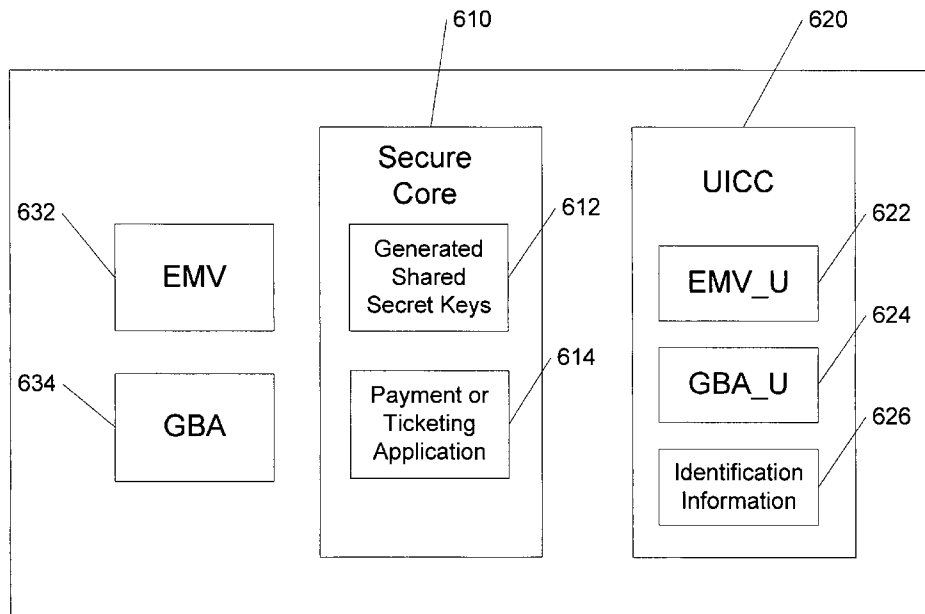 610
620
Secure
Core
UICC
632
612
622
EMV
Generated
Shared
Secret Keys
EMV_U
624
634
614
GBA
Payment or
Ticketing
Application
GBA_U
626
Identification
Information